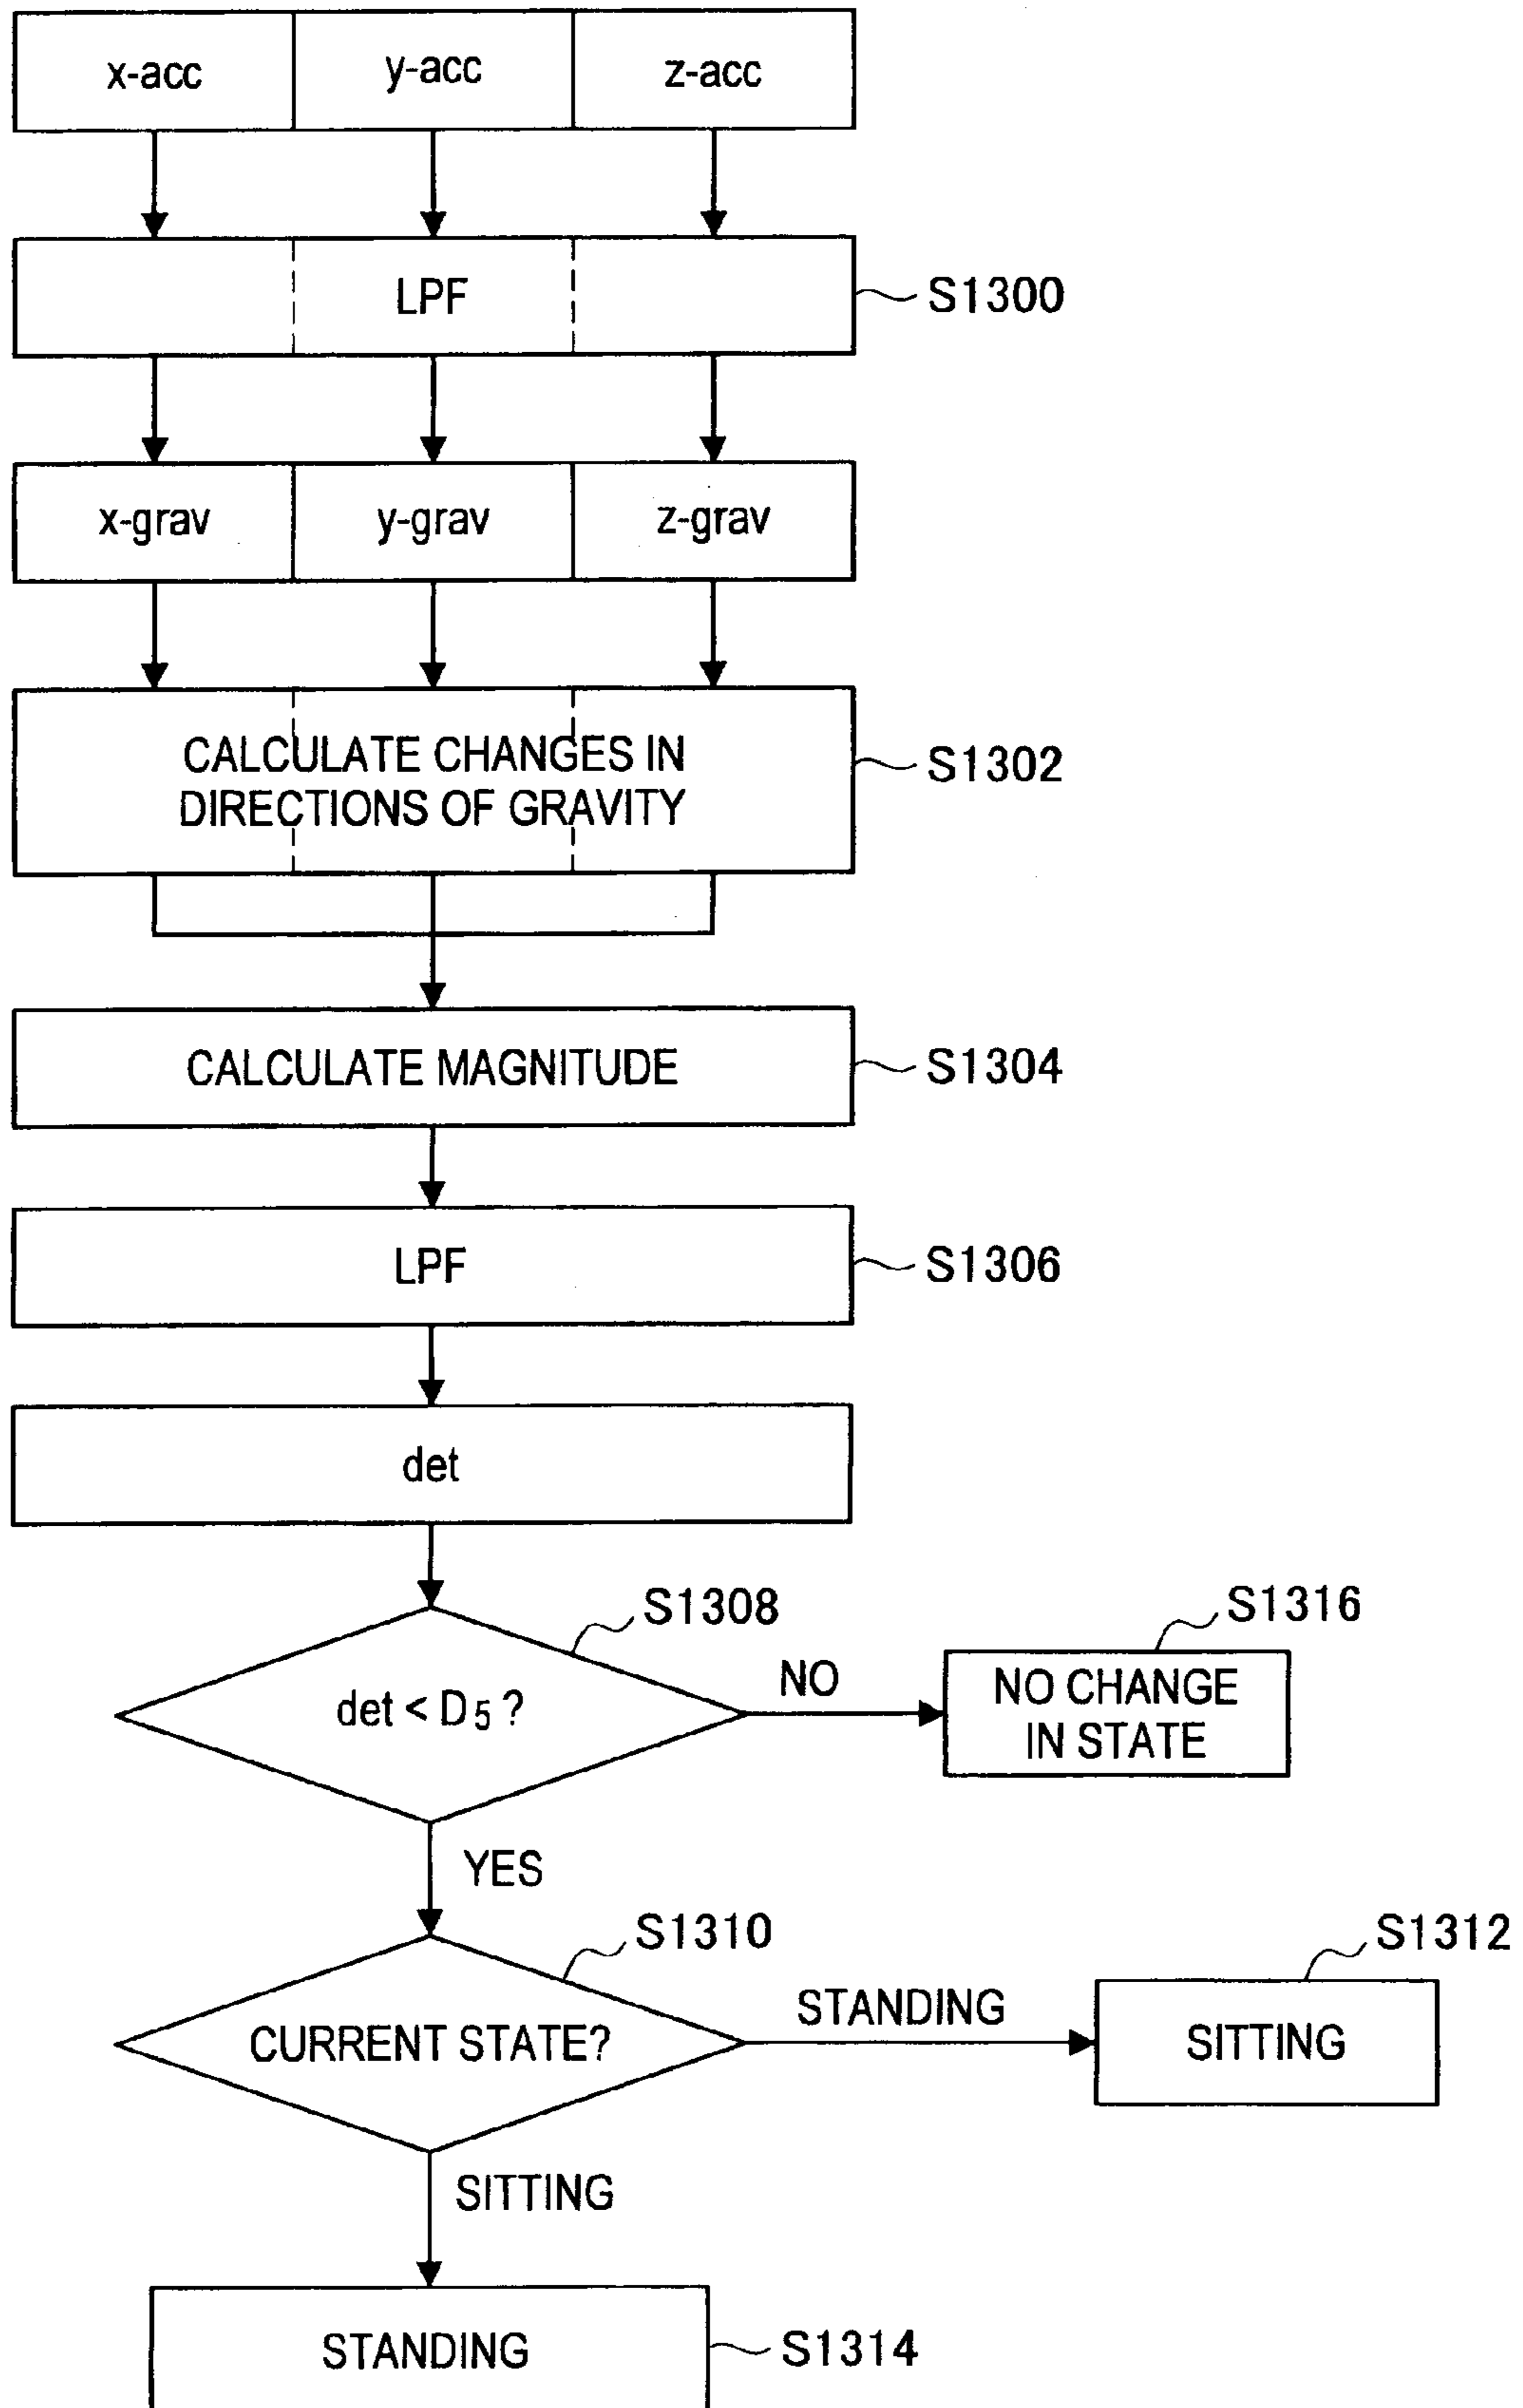 x-acc y-acc z-acc
LPF
S1300
x-grav y-grav z-grav
CALCULATE CHANGES IN
DIRECTIONS OF GRAVITY
S1302
CALCULATE MAGNITUDE
S1304
LPF
S1306
det
S1308
det < D5 ?
NO
S1316
NO CHANGE
IN STATE
YES
S1310
CURRENT STATE?
STANDING
S1312
SITTING
SITTING
STANDING
S1314